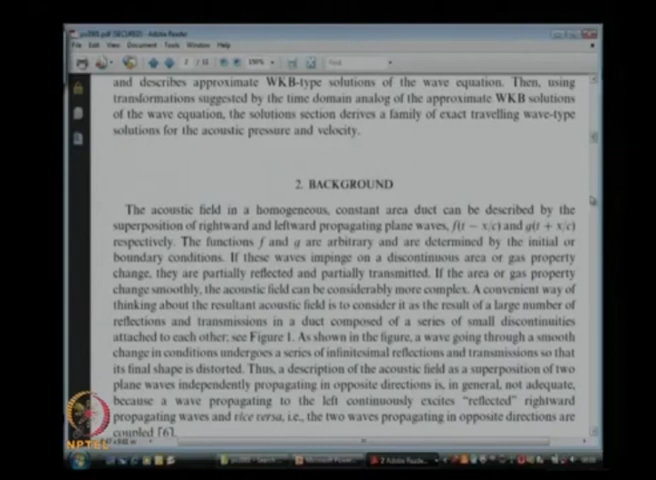 File Edit View Document Tools Window Help
and describes approximate WKB-type solutions of the wave equation. Then, using
transformations suggested by the time domain analog of the approximate WKB solutions
of the wave equation, the solutions section derives a family of exact travelling wave-type
solutions for the acoustic pressure and velocity.
2. BACKGROUND
The acoustic field in a homogeneous, constant area duct can be described by the
superposition of rightward and leftward propagating plane waves, f(t − x/c) and g(t + x/c)
respectively. The functions f and g are arbitrary and are determined by the initial or
boundary conditions. If these waves impinge on a discontinuous area or gas property
change, they are partially reflected and partially transmitted. If the area or gas property
change smoothly, the acoustic field can be considerably more complex. A convenient way of
thinking about the resultant acoustic field is to consider it as the result of a large number of
reflections and transmissions in a duct composed of a series of small discontinuities
attached to each other; see Figure 1. As shown in the figure, a wave going through a smooth
change in conditions undergoes a series of infinitesimal reflections and transmissions so that
its final shape is distorted. Thus, a description of the acoustic field as a superposition of two
plane waves independently propagating in opposite directions is, in general, not adequate,
because a wave propagating to the left continuously excites "reflected" rightward
propagating waves and vice versa, i.e., the two waves propagating in opposite directions are
coupled [6].
NPTEL